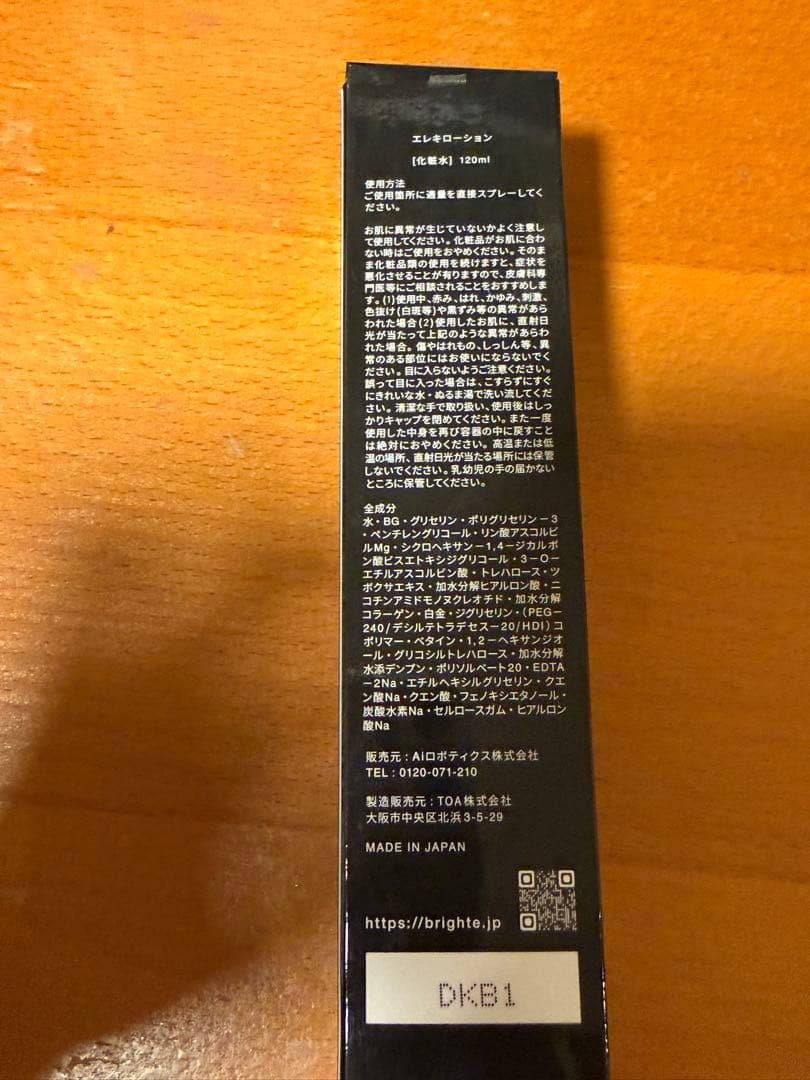 エレキローション
[化粧水] 120ml
使用方法
ご使用箇所に適量を直接スプレーしてく
ださい。
お肌に異常が生じていないかよく注意し
て使用してください。化粧品がお肌に合わ
ない時はご使用をおやめください。そのま
ま化粧品類の使用を続けますと、症状を
悪化させることが有りますので、皮膚科専
門医等にご相談されることをおすすめしま
す。(1)使用中、赤み、はれ、かゆみ、刺激、
色抜け(白斑等)や黒ずみ等の異常があら
われた場合(2)使用したお肌に、直射日
光が当たって上記のような異常があらわ
れた場合。傷やはれもの、しっしん等、異
常のある部位にはお使いにならないでく
ださい。目に入らないようご注意ください。
誤って目に入った場合は、こすらずにすぐ
にきれいな水・ぬるま湯で洗い流してくだ
さい。清潔な手で取り扱い、使用後はしっ
かりキャップを閉めてください。また一度
使用した中身を再び容器の中に戻すこと
は絶対におやめください。高温または低
温の場所、直射日光が当たる場所には保管
しないでください。乳幼児の手の届かない
ところに保管してください。
全成分
水・BG・グリセリン・ポリグリセリン－3
・ペンチレングリコール・リン酸アスコルビ
ルMg・シクロヘキサン－1,4－ジカルボ
ン酸ビスエトキシジグリコール・3－O－
エチルアスコルビン酸・トレハロース・ツ
ボクサエキス・加水分解ヒアルロン酸・ニ
コチンアミドモノヌクレオチド・加水分解
コラーゲン・白金・ジグリセリン・(PEG－
240/デシルテトラデセス－20/HDI)コ
ポリマー・ベタイン・1,2－ヘキサンジオ
ール・グリコシルトレハロース・加水分解
水添デンプン・ポリソルベート20・EDTA
－2Na・エチルヘキシルグリセリン・クエ
ン酸Na・クエン酸・フェノキシエタノール・
炭酸水素Na・セルロースガム・ヒアルロン
酸Na
販売元：Aiロボティクス株式会社
TEL：0120-071-210
製造販売元：TOA株式会社
大阪市中央区北浜3-5-29
MADE IN JAPAN
https://brighte.jp
DKB1